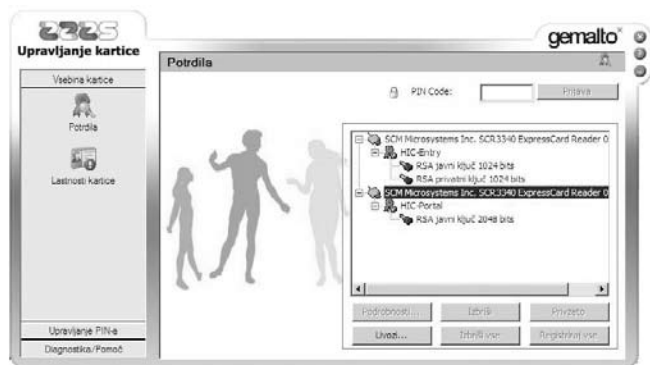 ZZZS
Upravljanje kartice
gemalto
Vsebina kartice
Potrdila
Lastnosti kartice
Upravljanje PIN-a
Diagnostika/Pomoč
Potrdila
PIN Code:
Prijava
SCM Microsystems Inc. SCR3340 ExpressCard Reader 0
HIC-Entry
RSA javni ključ 1024 bits
RSA privatni ključ 1024 bits
SCM Microsystems Inc. SCR3340 ExpressCard Reader 0
HIC-Portal
RSA javni ključ 2048 bits
Podrobnosti...
Izbriši
Privzeto
Uvozi...
Izbriši vse
Registriraj vse